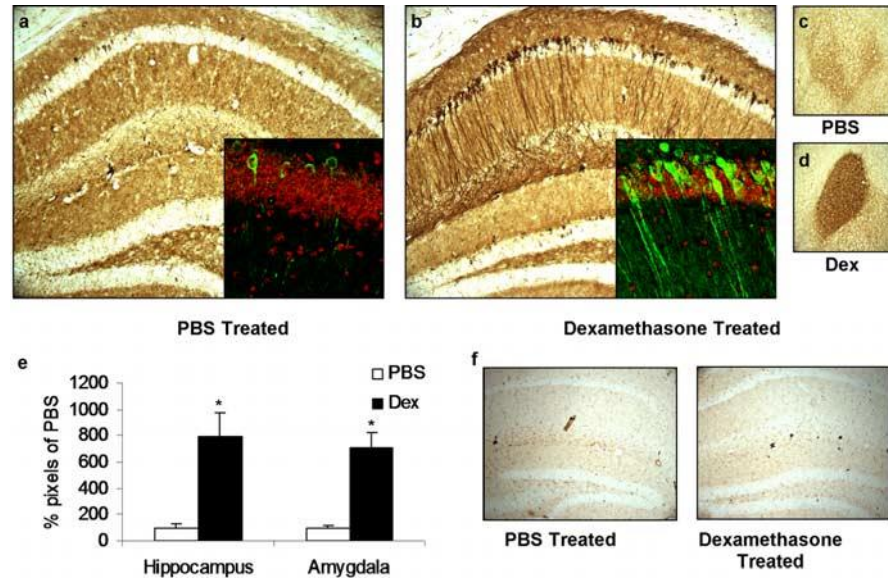 a
b
c
PBS
d
Dex
PBS Treated
Dexamethasone Treated
e
% pixels of PBS
1200
1000
800
600
400
200
0
PBS
Dex
*
*
Hippocampus
Amygdala
f
PBS Treated
Dexamethasone
Treated